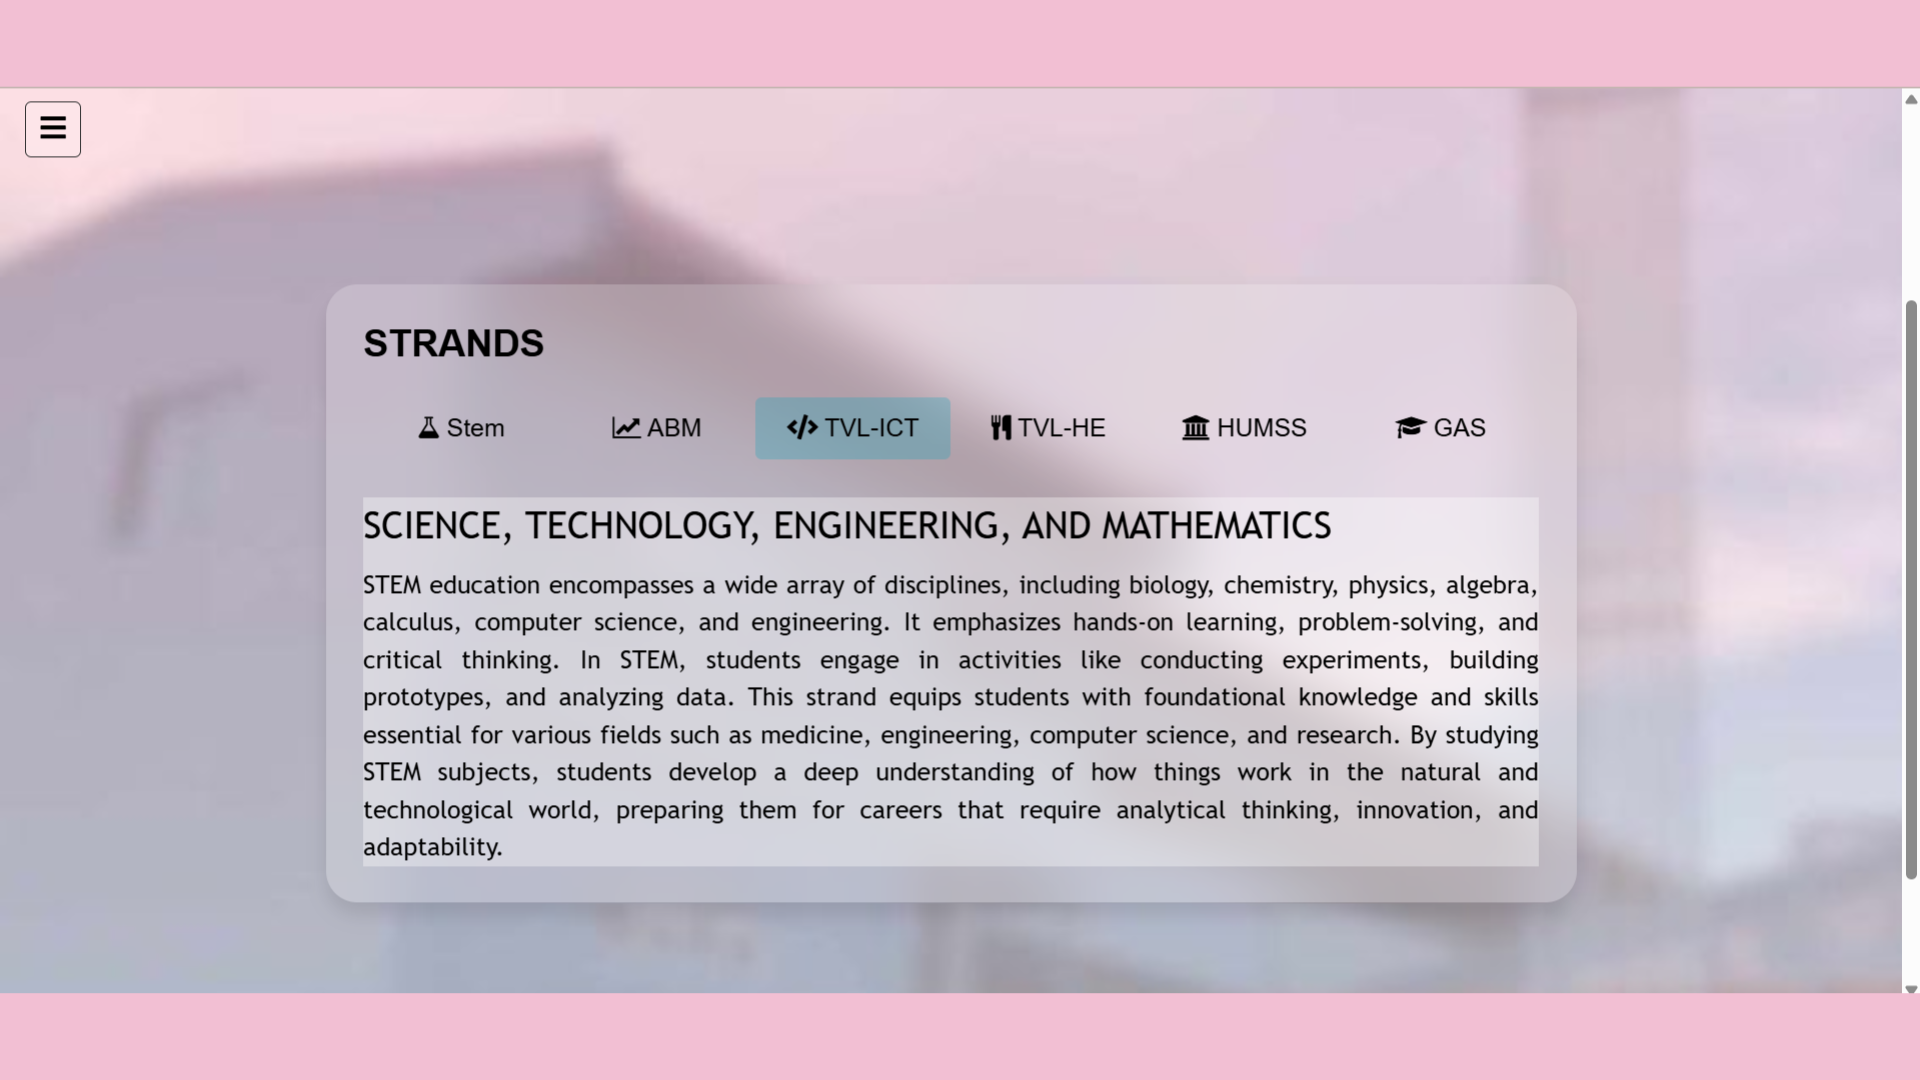 STRANDS
Stem ABM TVL-ICT TVL-HE HUMSS GAS
SCIENCE, TECHNOLOGY, ENGINEERING, AND MATHEMATICS
STEM education encompasses a wide array of disciplines, including biology, chemistry, physics, algebra,
calculus, computer science, and engineering. It emphasizes hands-on learning, problem-solving, and
critical thinking. In STEM, students engage in activities like conducting experiments, building
prototypes, and analyzing data. This strand equips students with foundational knowledge and skills
essential for various fields such as medicine, engineering, computer science, and research. By studying
STEM subjects, students develop a deep understanding of how things work in the natural and
technological world, preparing them for careers that require analytical thinking, innovation, and
adaptability.